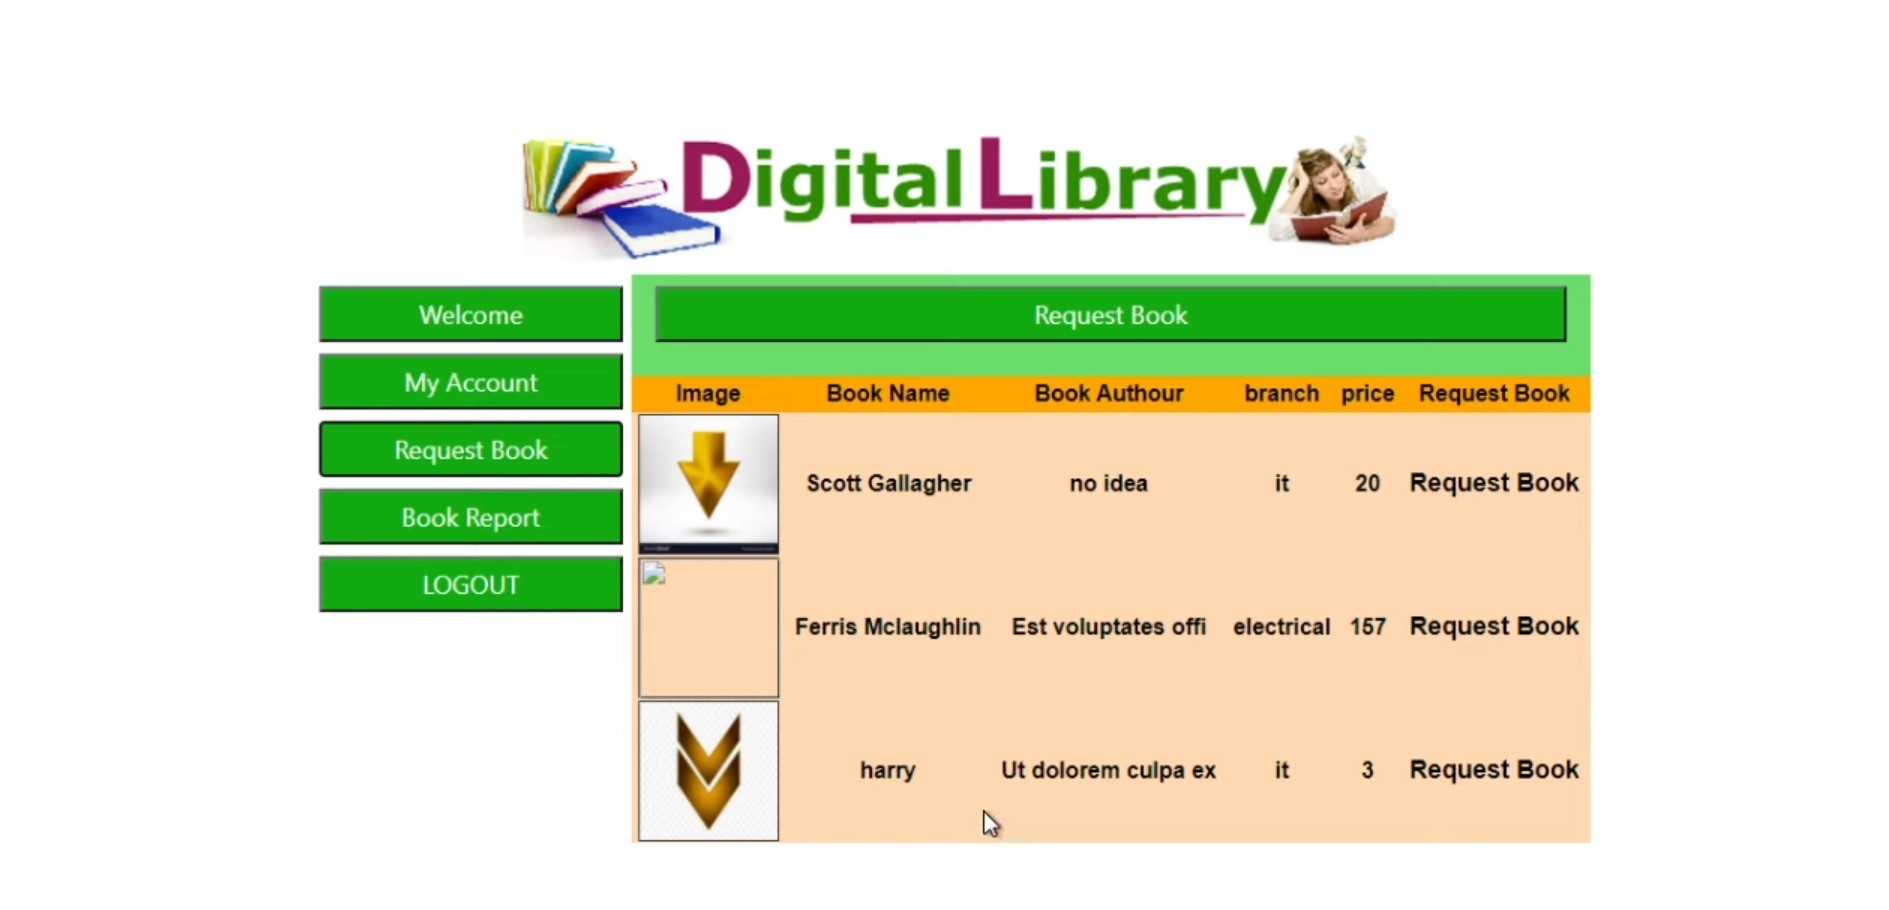 Digital Library
Welcome
My Account
Request Book
Book Report
LOGOUT
Request Book
Image Book Name Book Authour branch price Request Book
Scott Gallagher no idea it 20 Request Book
Ferris Mclaughlin Est voluptates offi electrical 157 Request Book
harry Ut dolorem culpa ex it 3 Request Book